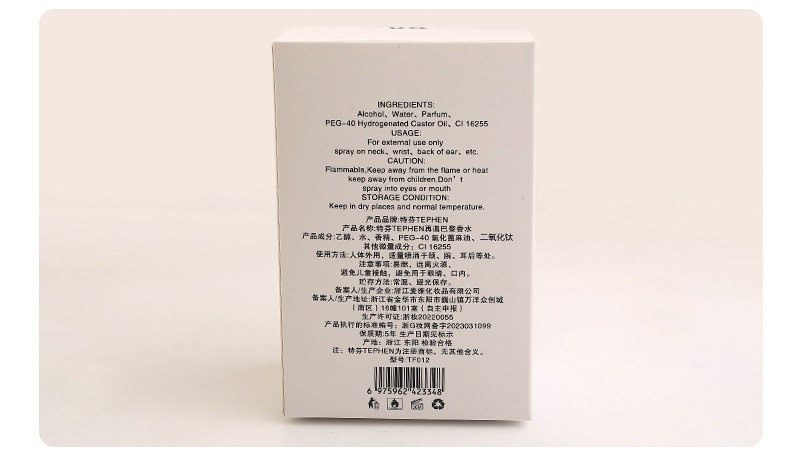 INGREDIENTS:
Alcohol、Water、Parfum、
PEG-40 Hydrogenated Castor Oil、CI 16255
USAGE:
For external use only
spray on neck、wrist、back of ear、etc.
CAUTION:
Flammable,Keep away from the flame or heat
keep away from children.Don't
spray into eyes or mouth
STORAGE CONDITION:
Keep in dry places and normal temperature.
产品品牌:特芬TEPHEN
产品名称:特芬TEPHEN再遇巴黎香水
产品成分:乙醇、水、香精、PEG-40 氢化蓖麻油、二氧化钛
其他微量成分：CI 16255
使用方法:人体外用，适量喷洒于颈、腕、耳后等处。
注意事项:易燃，远离火源，
避免儿童接触，避免用于眼睛、口内。
贮存方法:常温、避光保存。
备案人/生产企业:浙江麦雅化妆品有限公司
备案人/生产地址:浙江省金华市东阳市巍山镇万洋众创城
（南区）16幢101室（自主申报）
生产许可证:浙妆20220055
产品执行的标准编号：浙G妆网备字2023031099
保质期:5年 生产日期见标示
产地：浙江 东阳 检验合格
注：特芬TEPHEN为注册商标，无其他含义。
型号:TF012
6 975962 423348